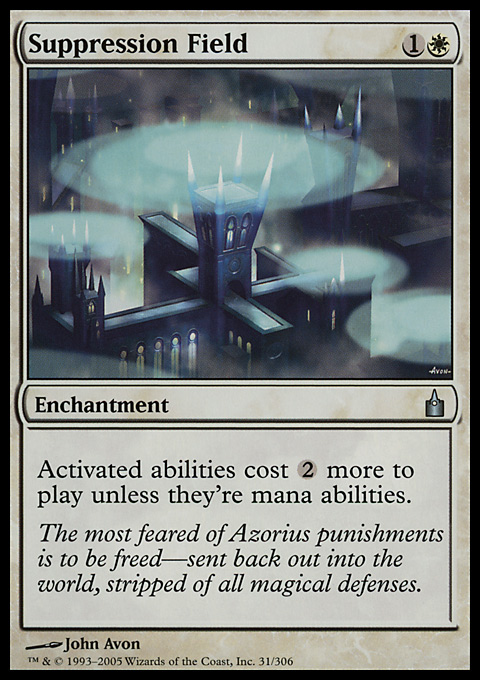 Suppression Field 1
-AVON-
Enchantment
Activated abilities cost 2 more to
play unless they're mana abilities.
The most feared of Azorius punishments
is to be freed—sent back out into the
world, stripped of all magical defenses.
John Avon
™ & © 1993–2005 Wizards of the Coast, Inc. 31/306